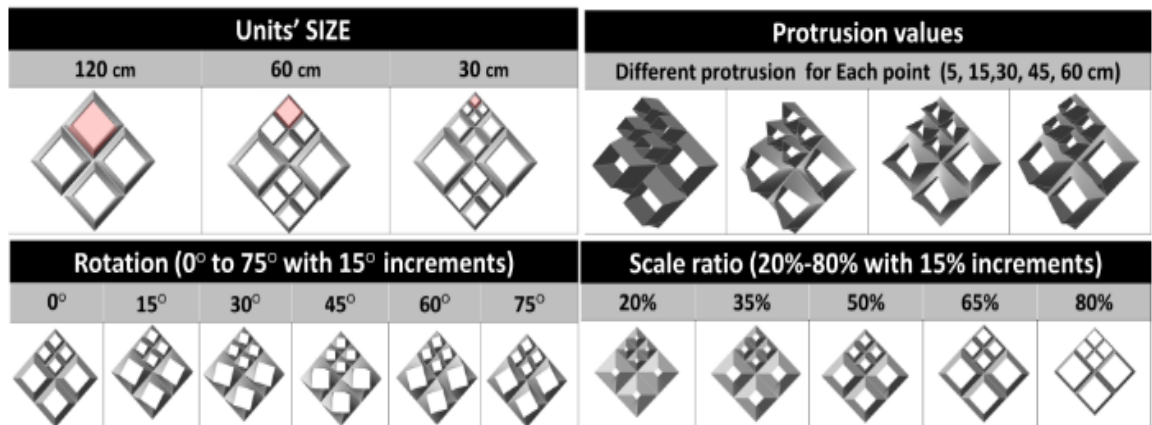 Units' SIZE
120 cm 60 cm 30 cm
Protrusion values
Different protrusion for Each point (5, 15,30, 45, 60 cm)
Rotation (0° to 75° with 15° increments)
0° 15° 30° 45° 60° 75°
Scale ratio (20%-80% with 15% increments)
20% 35% 50% 65% 80%